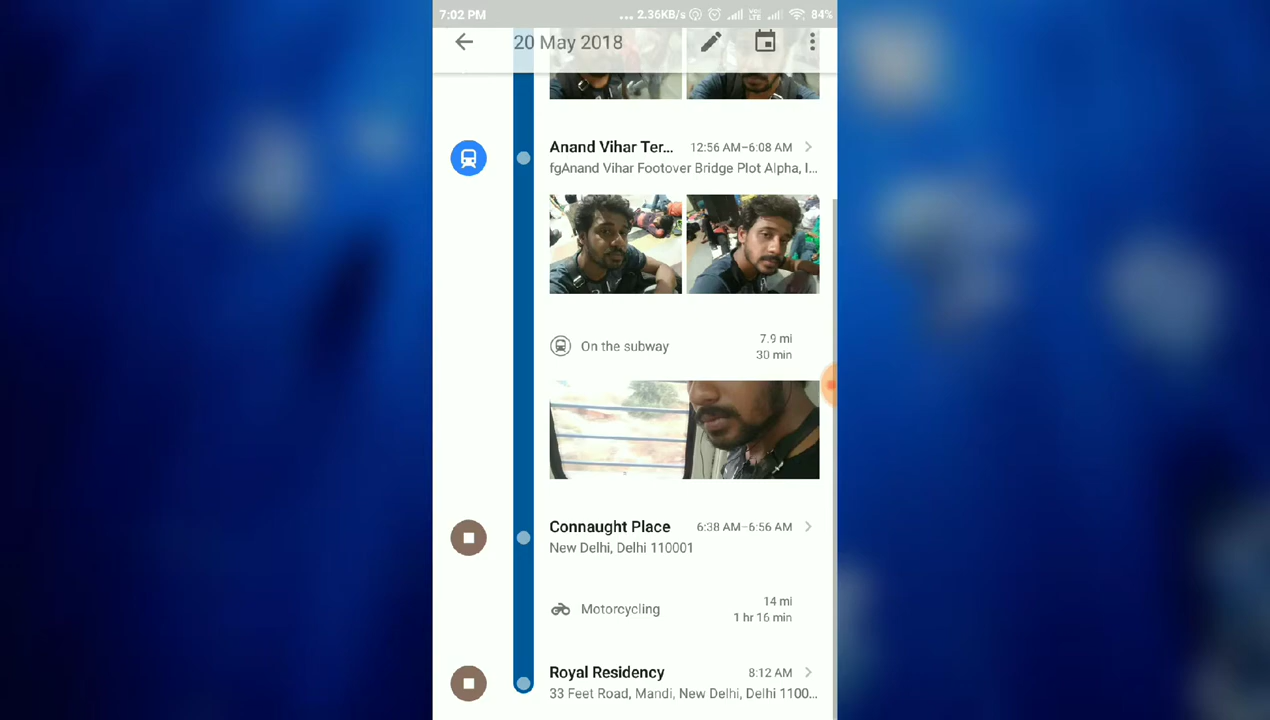 7:02 PM ... 2.36KB/s VoLTE 84%
20 May 2018
Anand Vihar Ter... 12:56 AM–6:08 AM
fgAnand Vihar Footover Bridge Plot Alpha, I...
On the subway
7.9 mi
30 min
Connaught Place 6:38 AM–6:56 AM
New Delhi, Delhi 110001
Motorcycling
14 mi
1 hr 16 min
Royal Residency 8:12 AM
33 Feet Road, Mandi, New Delhi, Delhi 1100...